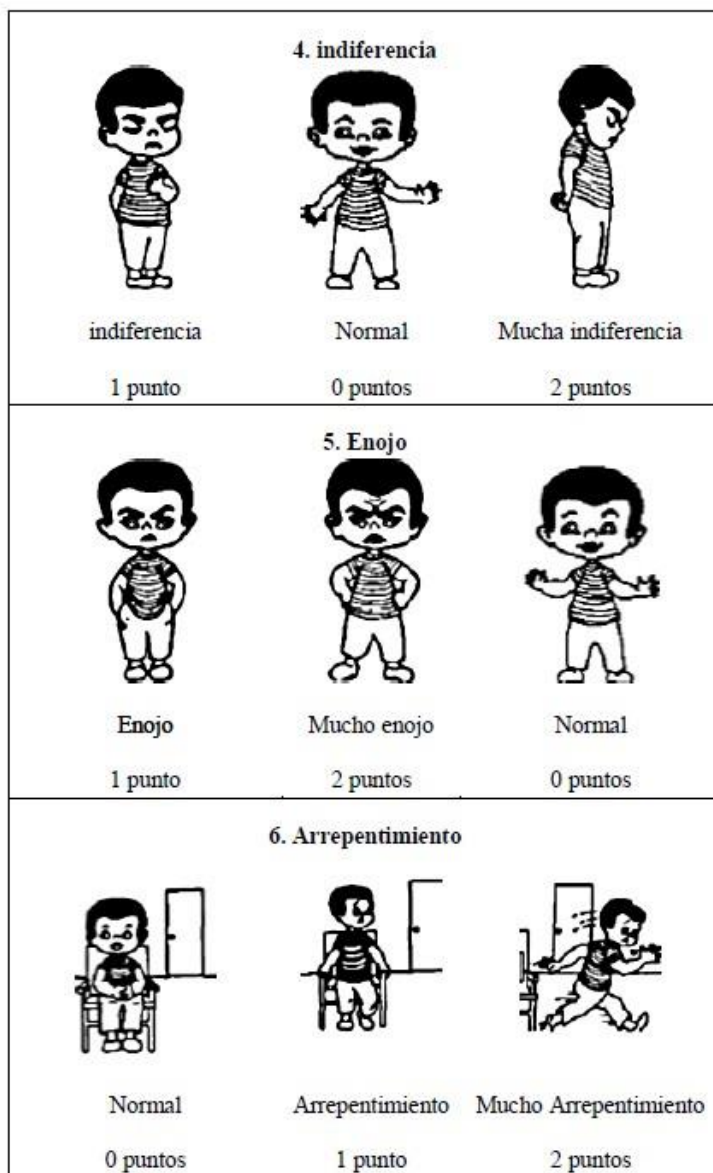 4. indiferencia
indiferencia Normal Mucha indiferencia
1 punto 0 puntos 2 puntos
5. Enojo
Enojo Mucho enojo Normal
1 punto 2 puntos 0 puntos
6. Arrepentimiento
Normal Arrepentimiento Mucho Arrepentimiento
0 puntos 1 punto 2 puntos